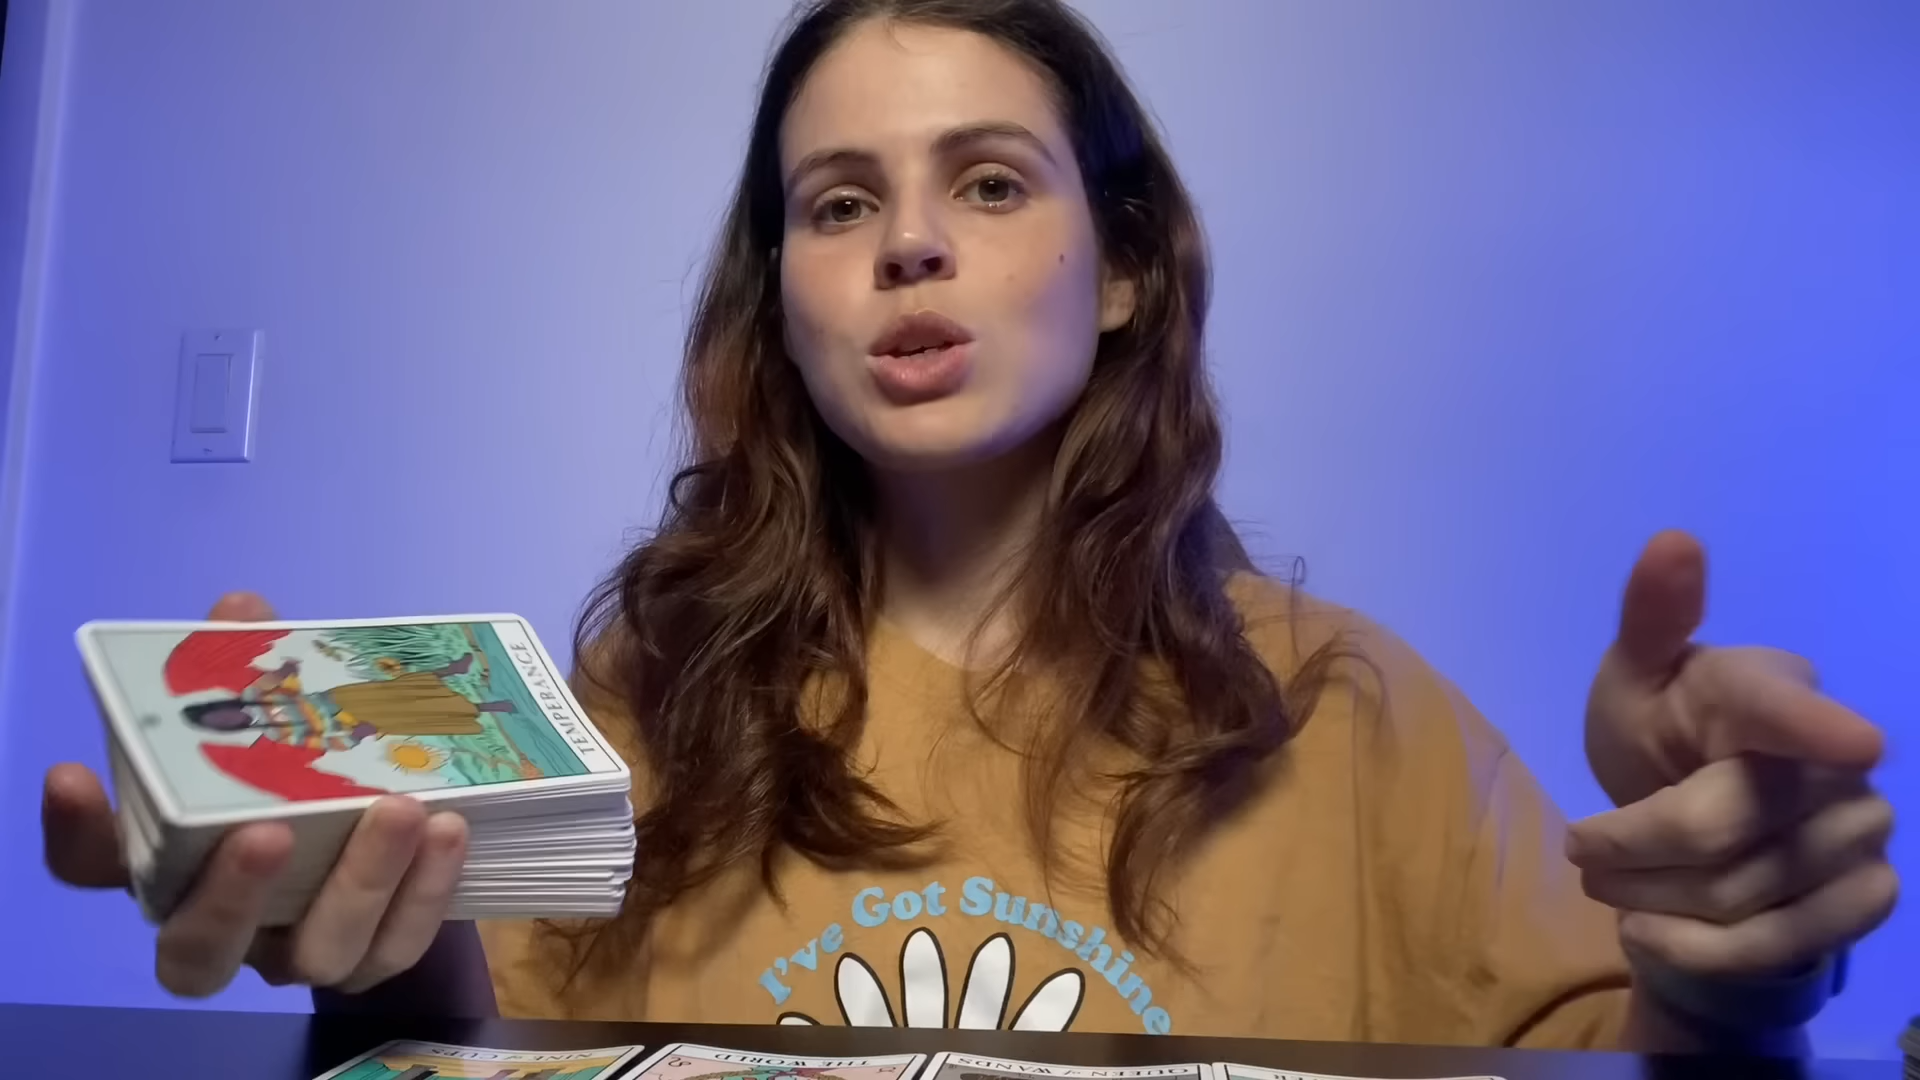 TEMPERANCE
I've Got Sunshine
NINE of CUPS
THE WORLD
QUEEN of WANDS